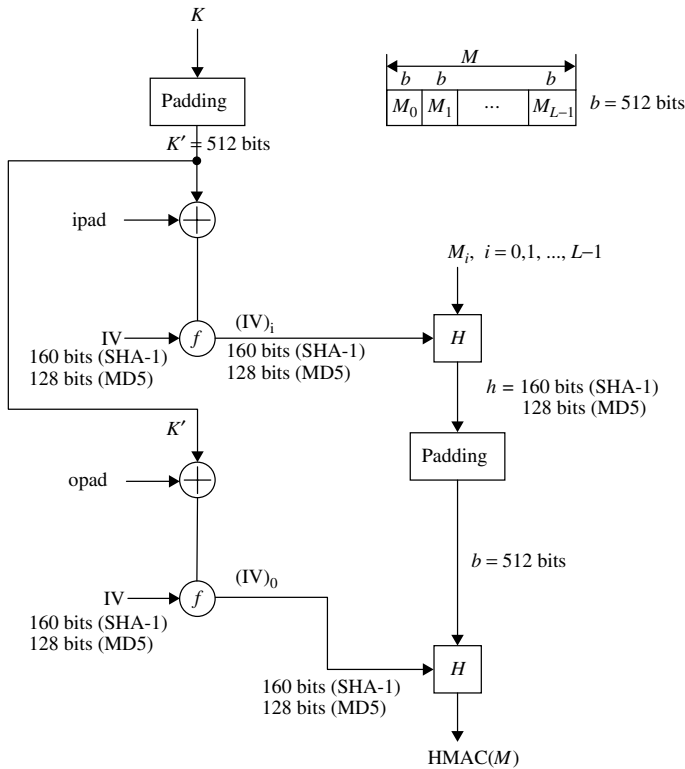 K
Padding
K′ = 512 bits
M
b b b
M0 M1 ... ML−1
b = 512 bits
ipad
Mi, i = 0,1, ..., L−1
IV
f
(IV)i
H
160 bits (SHA-1)
128 bits (MD5)
160 bits (SHA-1)
128 bits (MD5)
h = 160 bits (SHA-1)
128 bits (MD5)
K′
Padding
opad
b = 512 bits
IV
f
(IV)0
160 bits (SHA-1)
128 bits (MD5)
H
160 bits (SHA-1)
128 bits (MD5)
HMAC(M)